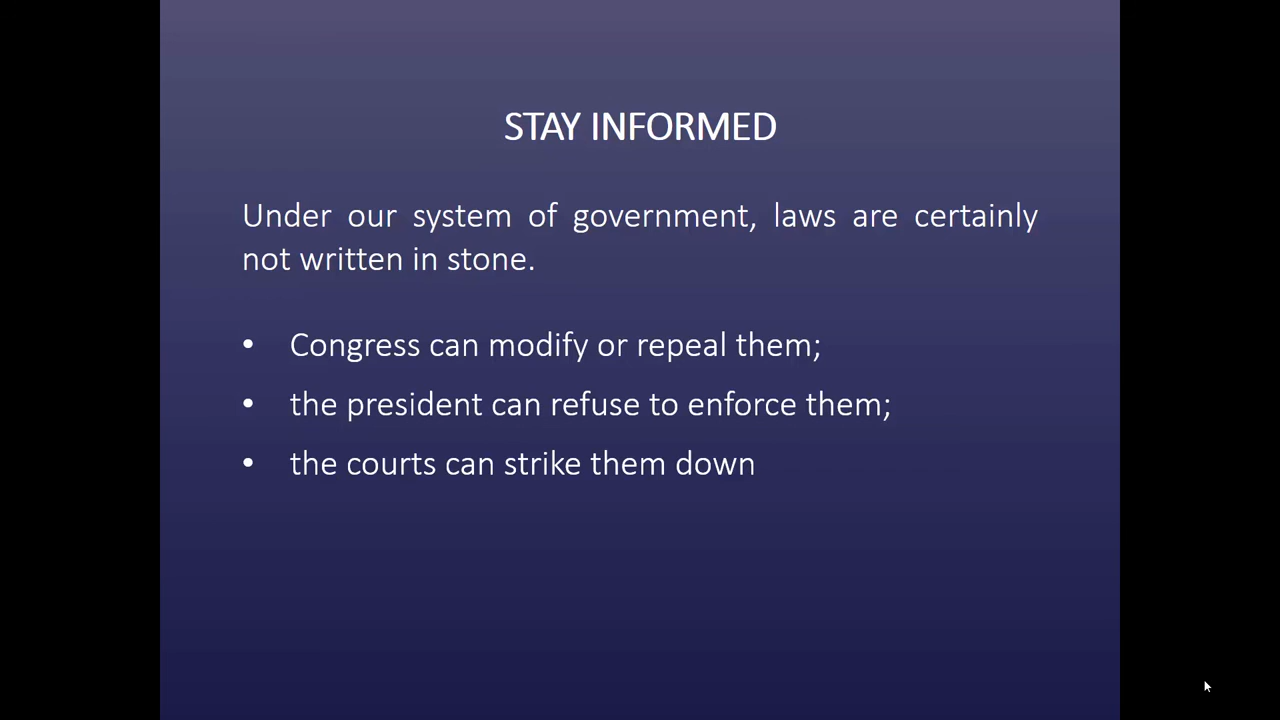 STAY INFORMED
Under our system of government, laws are certainly
not written in stone.
• Congress can modify or repeal them;
• the president can refuse to enforce them;
• the courts can strike them down